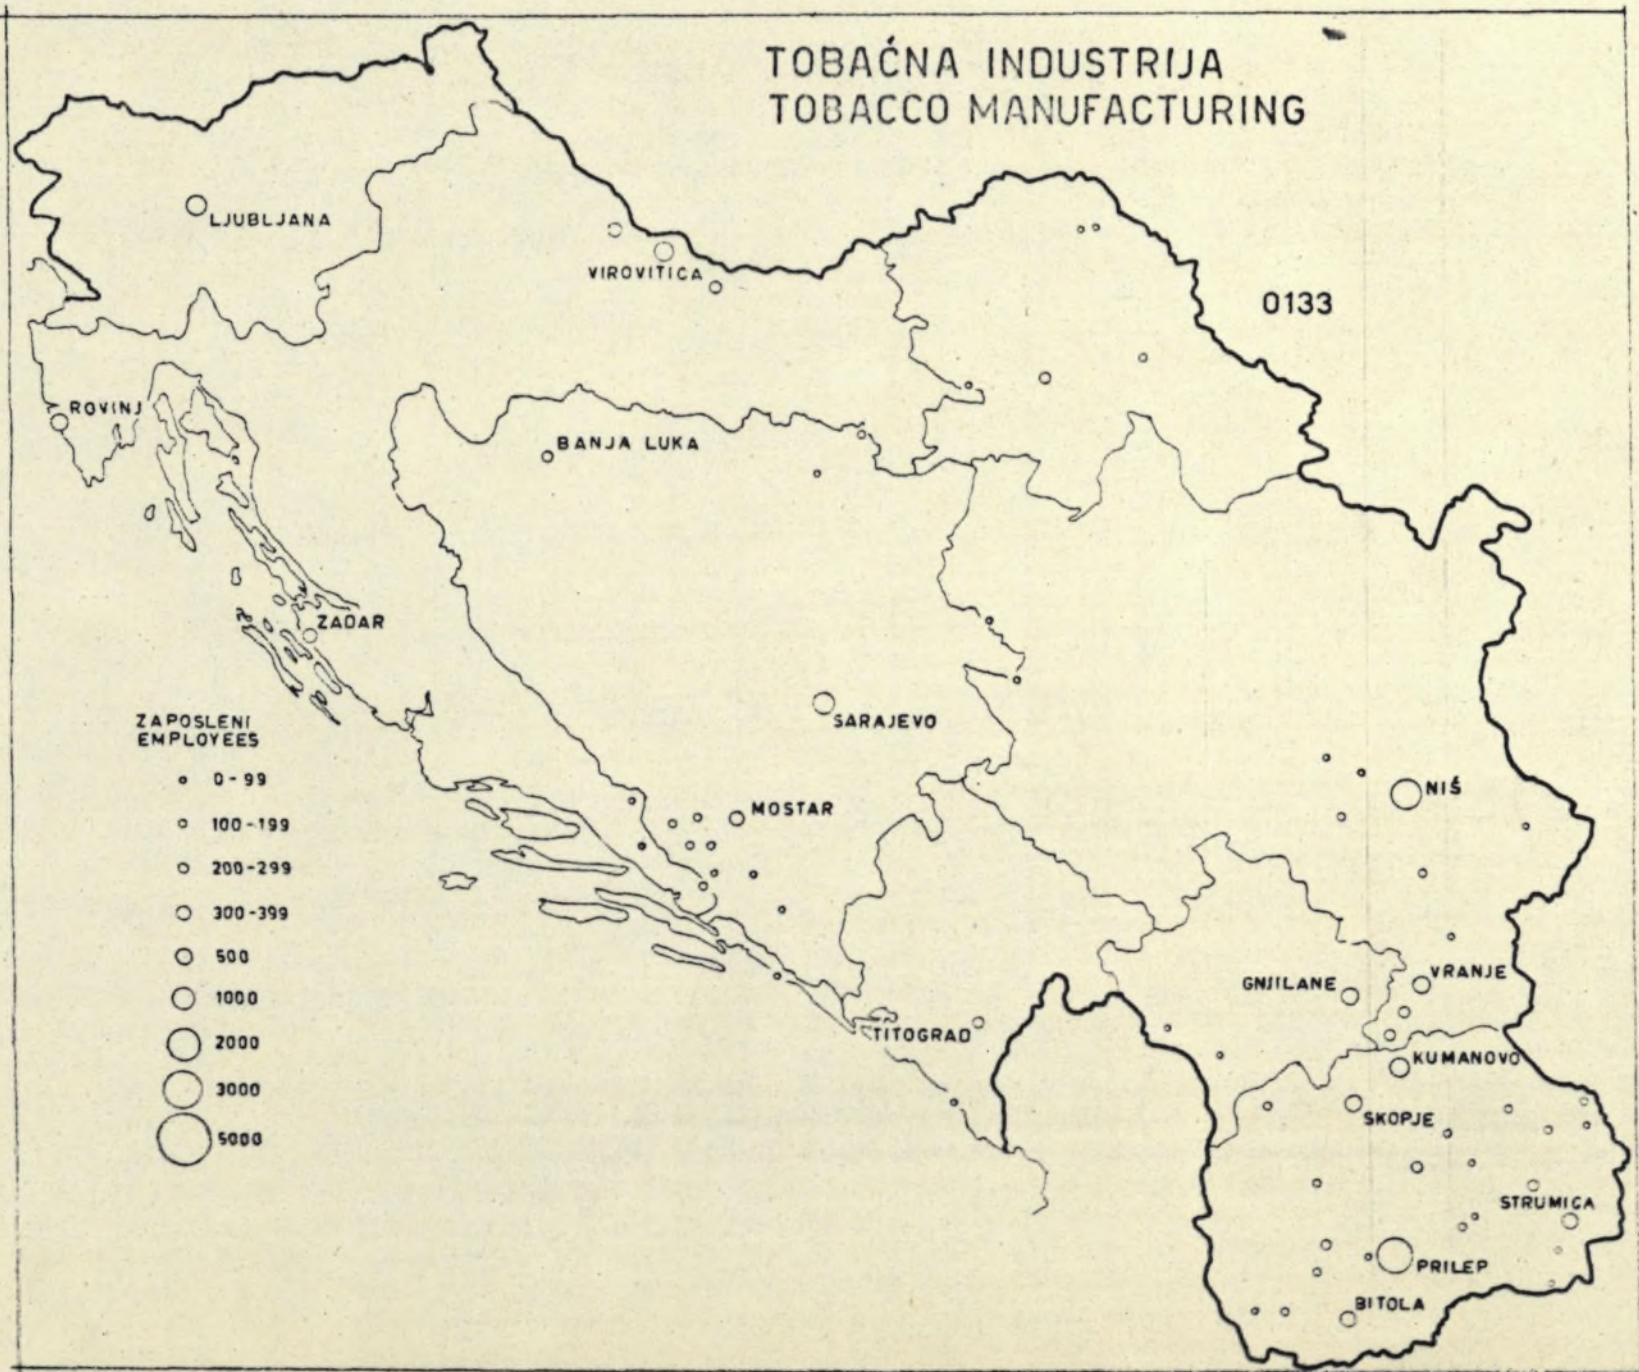 TOBAĆNA INDUSTRIJA
TOBACCO MANUFACTURING
LJUBLJANA
VIROVITICA
0133
ROVINJ
BANJA LUKA
ZADAR
SARAJEVO
ZAPOSLENI
EMPLOYEES
0-99
100-199
200-299
300-399
500
1000
2000
3000
5000
MOSTAR
NIŠ
GNJILANE
VRANJE
TITOGRAD
KUMANOVO
SKOPJE
STRUMICA
PRILEP
BITOLA